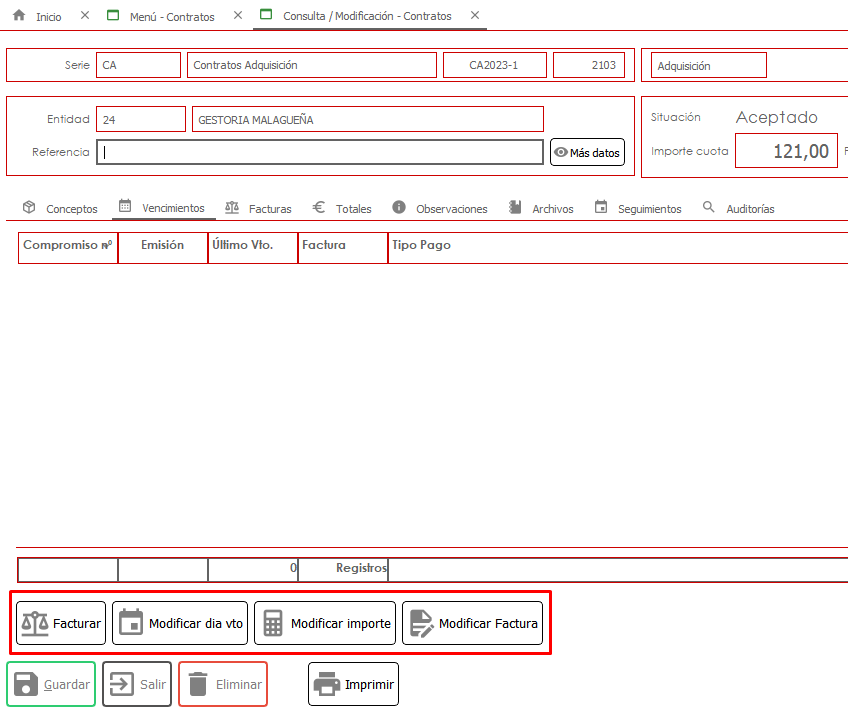 Inicio Menú - Contratos Consulta / Modificación - Contratos
Serie CA Contratos Adquisición CA2023-1 2103 Adquisición
Entidad 24 GESTORIA MALAGUEÑA Situación Aceptado
Referencia Más datos Importe cuota 121,00
Conceptos Vencimientos Facturas Totales Observaciones Archivos Seguimientos Auditorías
Compromiso nº Emisión Último Vto. Factura Tipo Pago
0 Registros
Facturar Modificar dia vto Modificar importe Modificar Factura
Guardar Salir Eliminar Imprimir